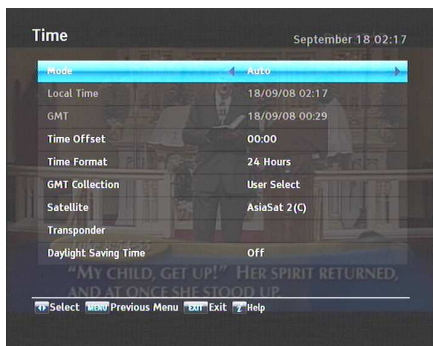 Time
September 18 02:17
Mode Auto
Local Time 18/09/08 02:17
GMT 18/09/08 00:29
Time Offset 00:00
Time Format 24 Hours
GMT Collection User Select
Satellite AsiaSat 2(C)
Transponder
Daylight Saving Time Off
"MY CHILD, GET UP!" HER SPIRIT RETURNED,
AND AT ONCE SHE STOOD UP
Select MENU Previous Menu EXIT Exit ? Help